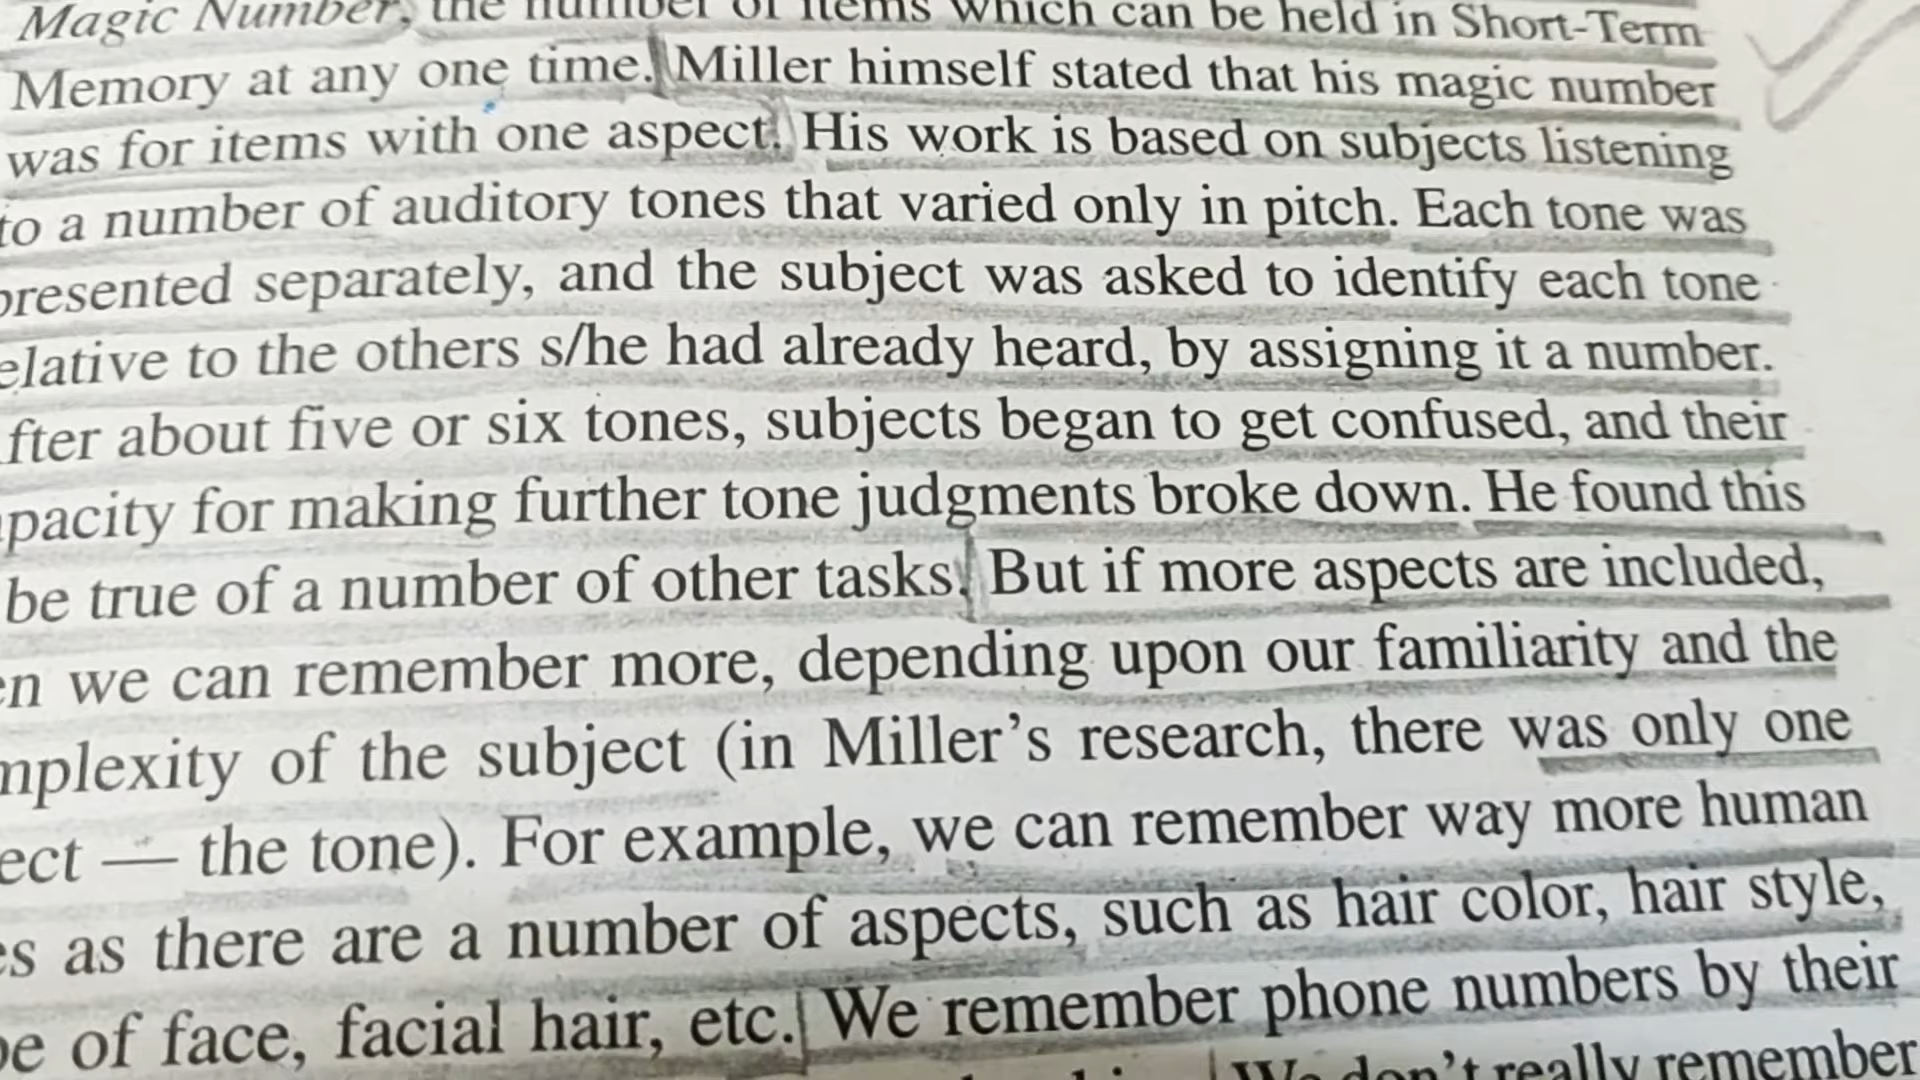 Magic Number, the number of items which can be held in Short-Term
Memory at any one time. Miller himself stated that his magic number
was for items with one aspect. His work is based on subjects listening
to a number of auditory tones that varied only in pitch. Each tone was
presented separately, and the subject was asked to identify each tone
elative to the others s/he had already heard, by assigning it a number.
fter about five or six tones, subjects began to get confused, and their
pacity for making further tone judgments broke down. He found this
be true of a number of other tasks. But if more aspects are included,
en we can remember more, depending upon our familiarity and the
mplexity of the subject (in Miller's research, there was only one
ect — the tone). For example, we can remember way more human
es as there are a number of aspects, such as hair color, hair style,
pe of face, facial hair, etc. We remember phone numbers by their
We don't really remember